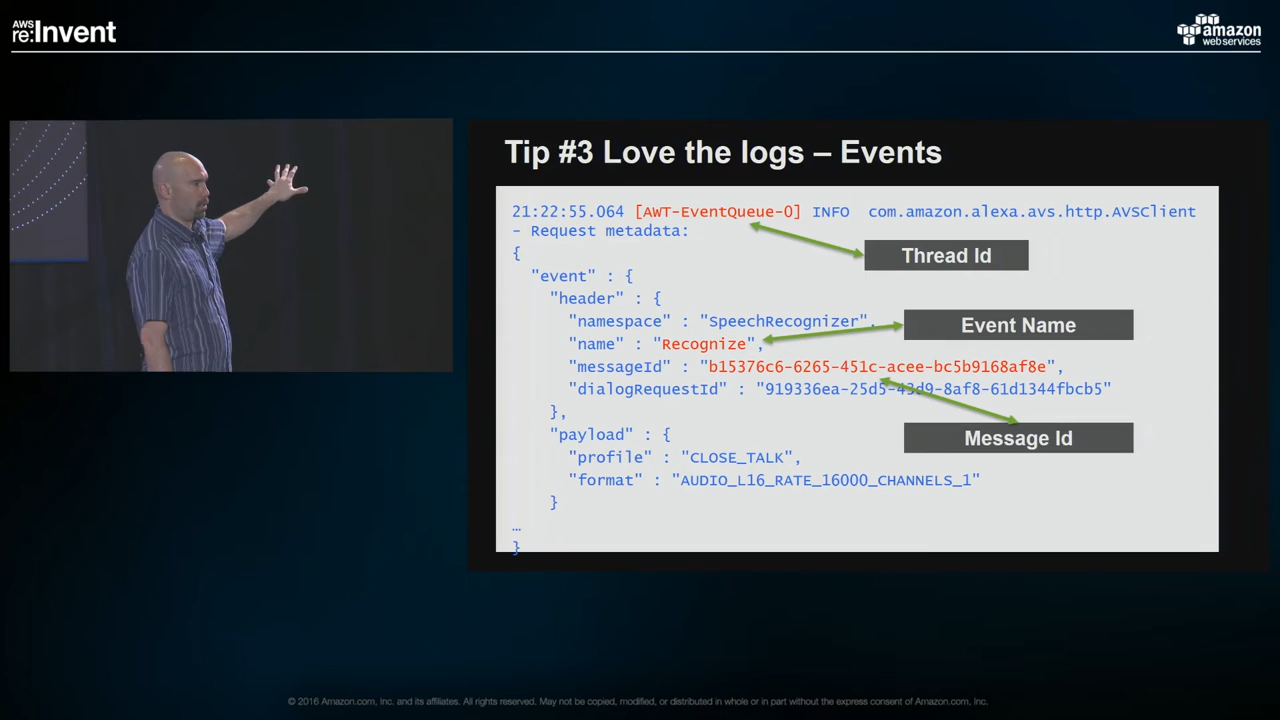 AWS
re:Invent
amazon
web services
Tip #3 Love the logs – Events
21:22:55.064 [AWT-EventQueue-0] INFO  com.amazon.alexa.avs.http.AVSClient
- Request metadata:
{
"event" : {
"header" : {
"namespace" : "SpeechRecognizer",
"name" : "Recognize",
"messageId" : "b15376c6-6265-451c-acee-bc5b9168af8e",
"dialogRequestId" : "919336ea-25d5-43d9-8af8-61d1344fbcb5"
},
"payload" : {
"profile" : "CLOSE_TALK",
"format" : "AUDIO_L16_RATE_16000_CHANNELS_1"
}
…
}
Thread Id
Event Name
Message Id
© 2016 Amazon.com, Inc. and its affiliates. All rights reserved. May not be copied, modified, or distributed in whole or in part without the express consent of Amazon.com, Inc.